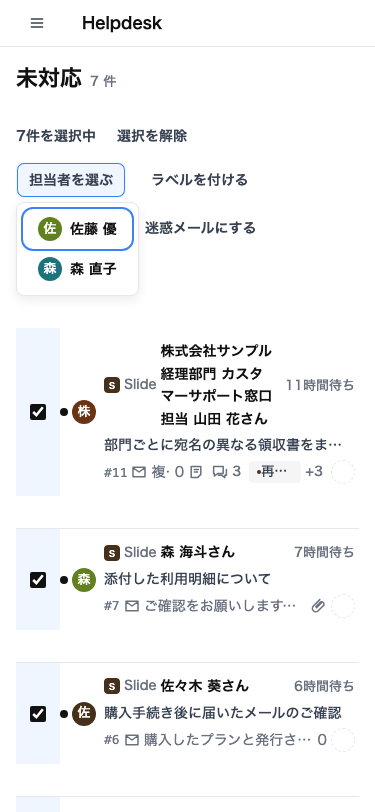 Helpdesk
未対応 7 件
7件を選択中 選択を解除
担当者を選ぶ ラベルを付ける
佐 佐藤 優 迷惑メールにする
森 森 直子
株式会社サンプル
経理部門 カスタ
S Slide マーサポート窓口 11時間待ち
担当 山田 花さん
株
部門ごとに宛名の異なる領収書をま…
#11 複· 0 3 •再… +3
S Slide 森 海斗さん 7時間待ち
森 添付した利用明細について
#7 ご確認をお願いします…
S Slide 佐々木 葵さん 6時間待ち
佐 購入手続き後に届いたメールのご確認
#6 購入したプランと発行さ… 0